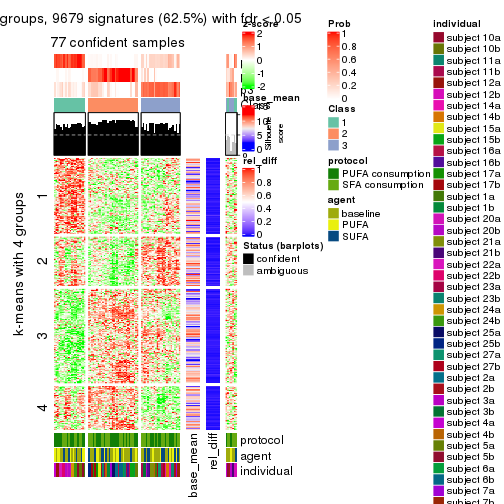 groups, 9679 signatures (62.5%) with fdr < 0.05
77 confident samples
k-means with 4 groups
1
2
3
4
protocol
agent
individual
base_mean
rel_diff
z-score
2
1
0
-1
-2
base_mean
15
10
5
0
Silhouette
score
rel_diff
1
0.8
0.6
0.4
0.2
0
Status (barplots)
confident
ambiguous
Prob
1
0.8
0.6
0.4
0.2
0
Class
1
2
3
protocol
PUFA consumption
SFA consumption
agent
baseline
PUFA
SUFA
individual
subject 10a
subject 10b
subject 11a
subject 11b
subject 12a
subject 12b
subject 14a
subject 14b
subject 15a
subject 15b
subject 16a
subject 16b
subject 17a
subject 17b
subject 1a
subject 1b
subject 20a
subject 20b
subject 21a
subject 21b
subject 22a
subject 22b
subject 23a
subject 23b
subject 24a
subject 24b
subject 25a
subject 25b
subject 27a
subject 27b
subject 2a
subject 2b
subject 3a
subject 3b
subject 4a
subject 4b
subject 5a
subject 5b
subject 6a
subject 6b
subject 7a
subject 7b